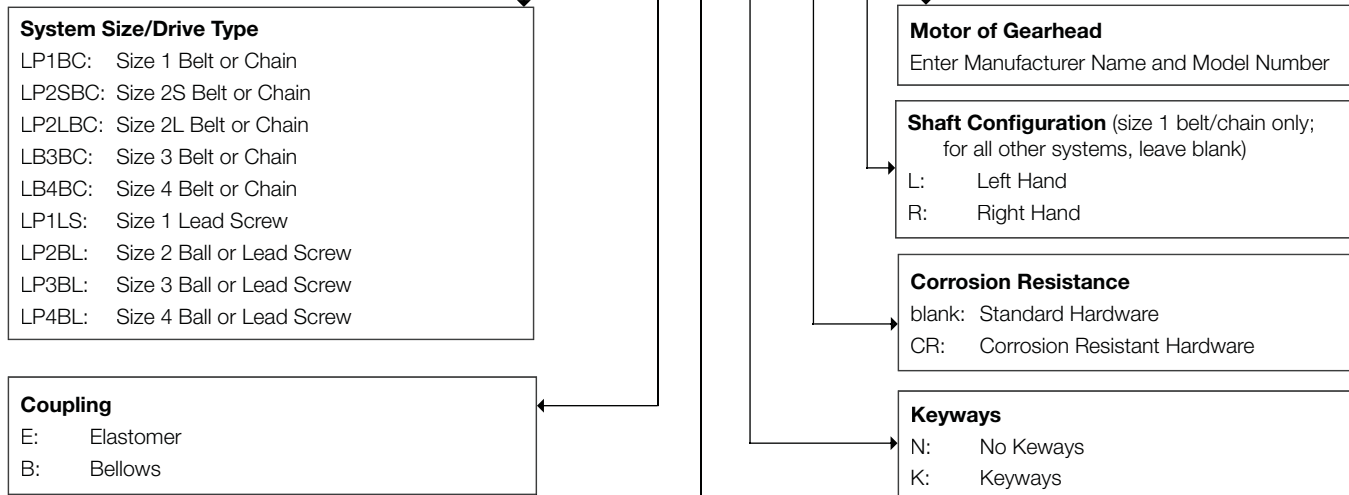 System Size/Drive Type
LP1BC: Size 1 Belt or Chain
LP2SBC: Size 2S Belt or Chain
LP2LBC: Size 2L Belt or Chain
LB3BC: Size 3 Belt or Chain
LB4BC: Size 4 Belt or Chain
LP1LS: Size 1 Lead Screw
LP2BL: Size 2 Ball or Lead Screw
LP3BL: Size 3 Ball or Lead Screw
LP4BL: Size 4 Ball or Lead Screw
Coupling
E: Elastomer
B: Bellows
Motor of Gearhead
Enter Manufacturer Name and Model Number
Shaft Configuration (size 1 belt/chain only;
for all other systems, leave blank)
L: Left Hand
R: Right Hand
Corrosion Resistance
blank: Standard Hardware
CR: Corrosion Resistant Hardware
Keyways
N: No Keways
K: Keyways